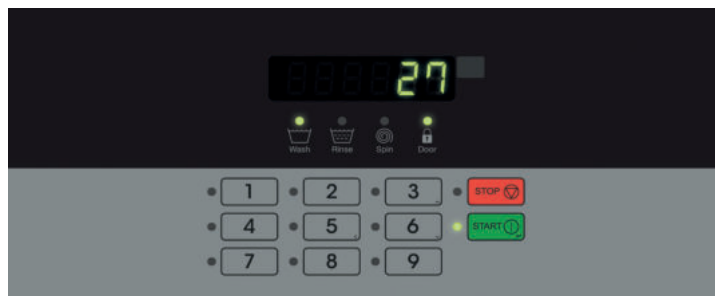 27
Wash Rinse Spin Door
1 2 3 STOP
4 5 6 START
7 8 9